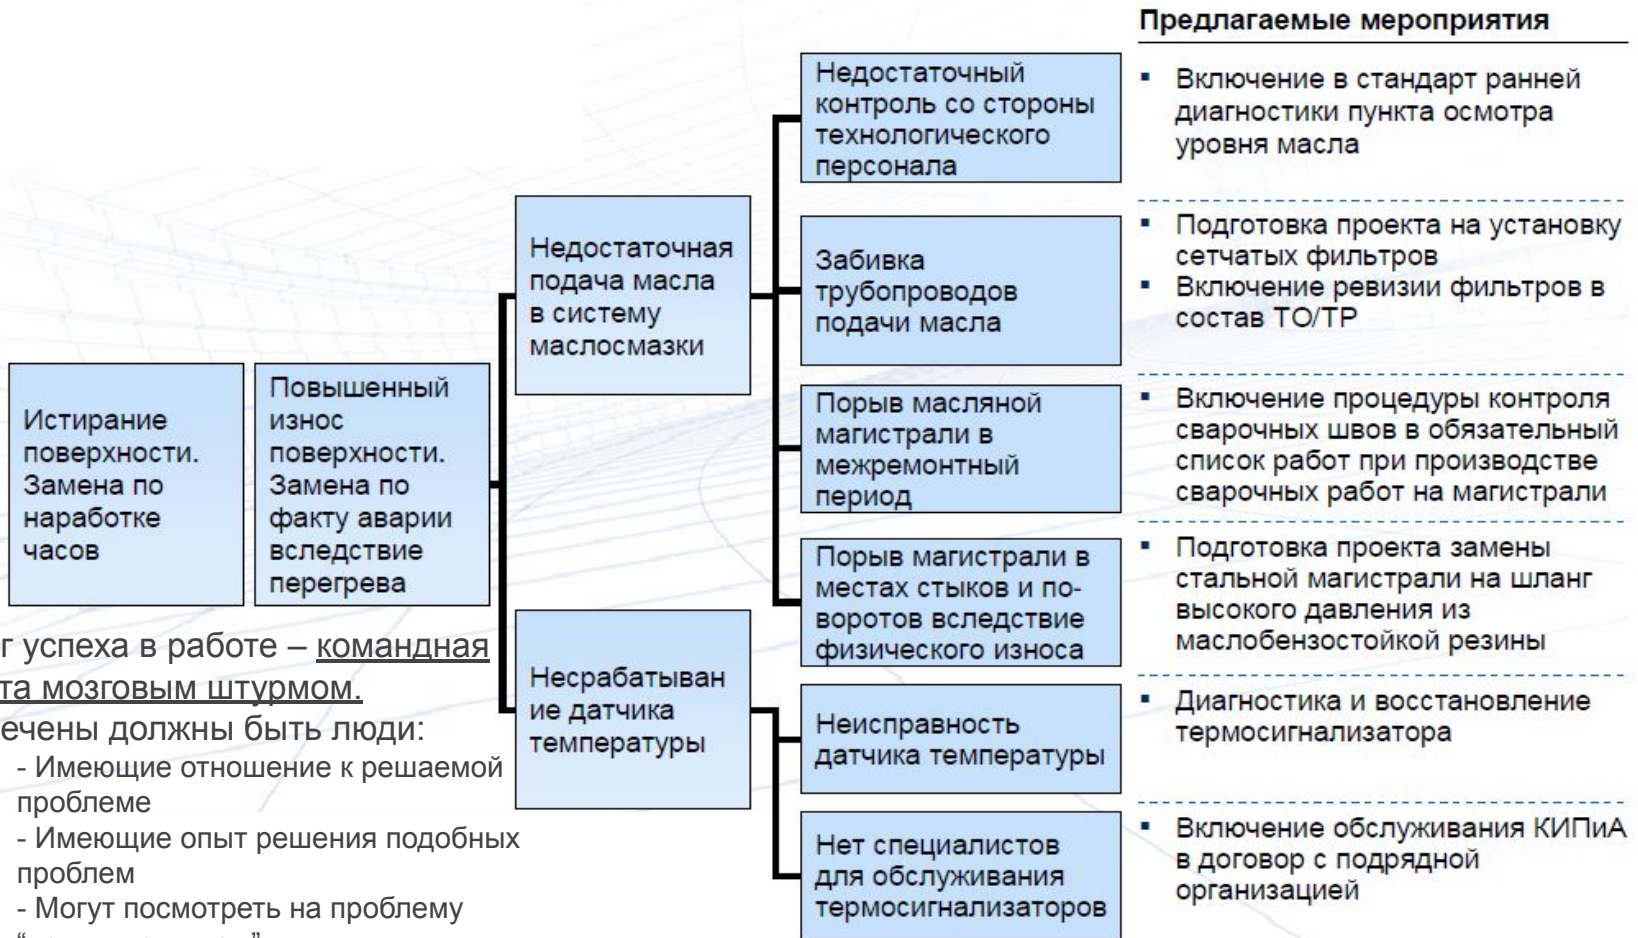 Предлагаемые мероприятия
Истирание
поверхности.
Замена по
наработке
часов
Повышенный
износ
поверхности.
Замена по
факту аварии
вследствие
перегрева
Недостаточная
подача масла
в систему
маслосмазки
Несрабатыван
ие датчика
температуры
Недостаточный
контроль со стороны
технологического
персонала
▪ Включение в стандарт ранней
диагностики пункта осмотра
уровня масла
Забивка
трубопроводов
подачи масла
▪ Подготовка проекта на установку
сетчатых фильтров
▪ Включение ревизии фильтров в
состав ТО/ТР
Порыв масляной
магистрали в
межремонтный
период
▪ Включение процедуры контроля
сварочных швов в обязательный
список работ при производстве
сварочных работ на магистрали
Порыв магистрали в
местах стыков и по-
воротов вследствие
физического износа
▪ Подготовка проекта замены
стальной магистрали на шланг
высокого давления из
маслобензостойкой резины
Неисправность
датчика температуры
▪ Диагностика и восстановление
термосигнализатора
Нет специалистов
для обслуживания
термосигнализаторов
▪ Включение обслуживания КИПиА
в договор с подрядной
организацией
г успеха в работе – командная
та мозговым штурмом.
ечены должны быть люди:
- Имеющие отношение к решаемой
проблеме
- Имеющие опыт решения подобных
проблем
- Могут посмотреть на проблему